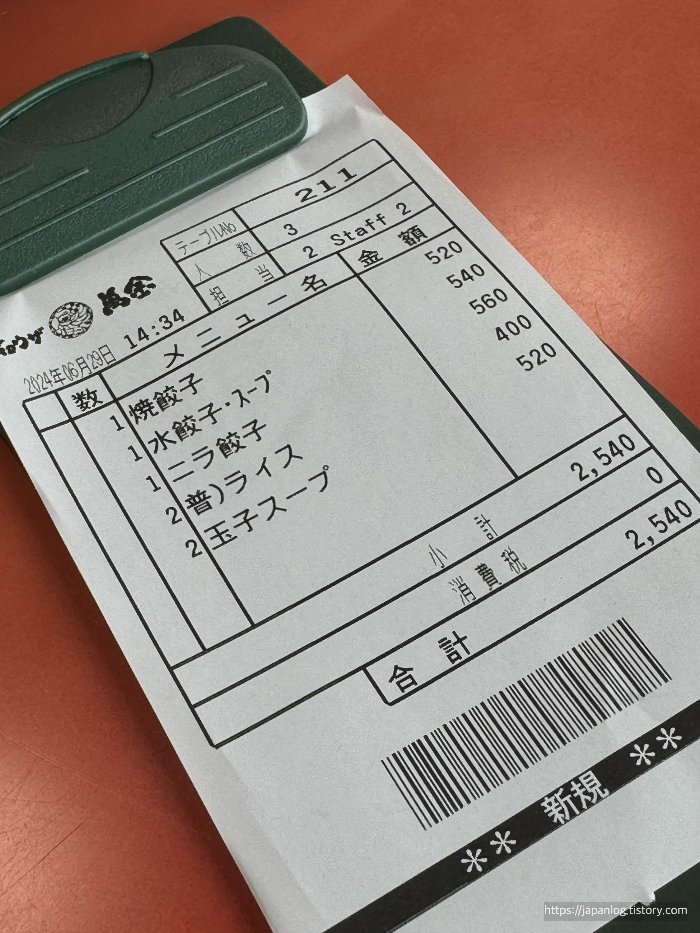 テーブルNo 211
人数 3
担当 2 Staff 2
ギョウザ 萬金
2024年06月29日 14:34
数 メニュー名 金額
1 焼餃子 520
1 水餃子・スープ 540
1 ニラ餃子 560
2 普)ライス 400
2 玉子スープ 520
小計 2,540
消費税 0
合計 2,540
** 新規 **
https://japanlog.tistory.com